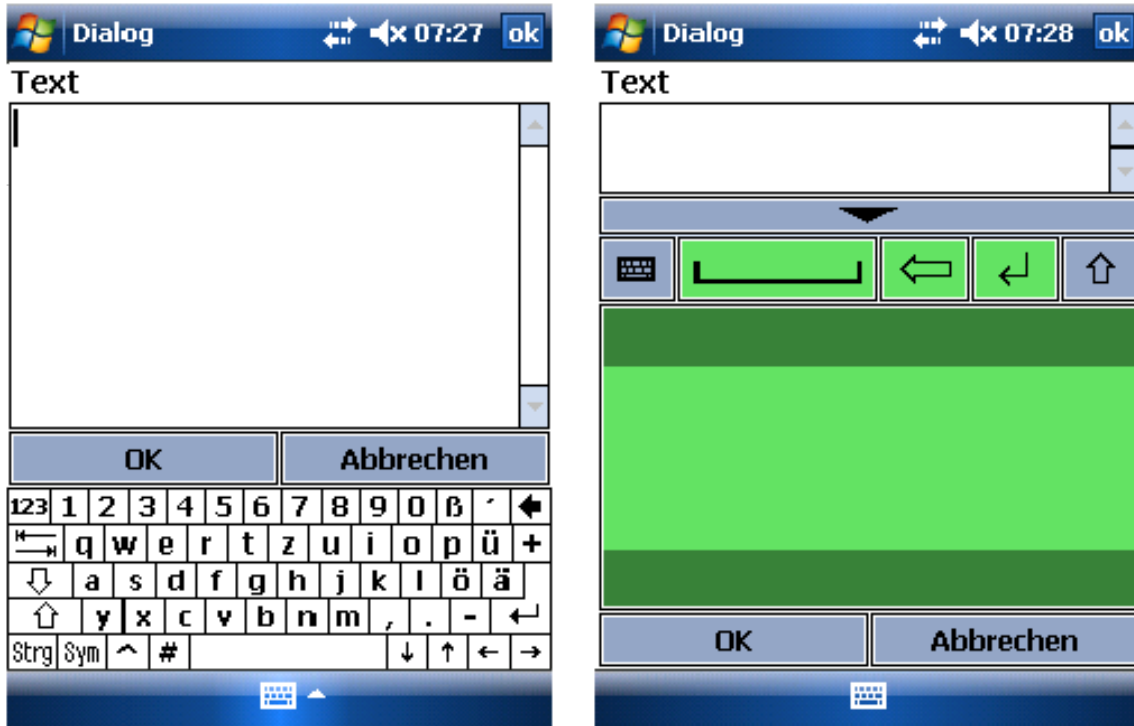 Dialog 07:27 ok
Text
OK Abbrechen
123 1 2 3 4 5 6 7 8 9 0 ß ´
q w e r t z u i o p ü +
a s d f g h j k l ö ä
y x c v b n m , . -
Strg Sym ^ # ↓ ↑ ← →
Dialog 07:28 ok
Text
OK Abbrechen